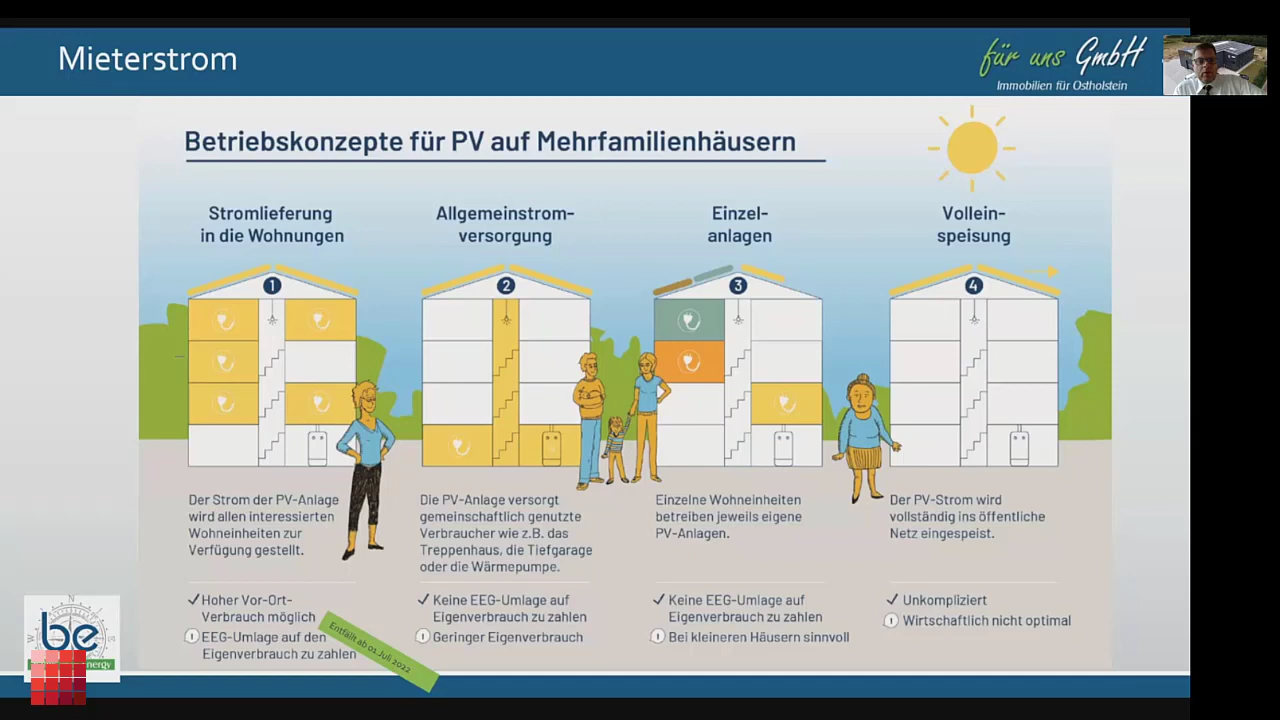 Mieterstrom
für uns GmbH
Immobilien für Ostholstein
Betriebskonzepte für PV auf Mehrfamilienhäusern
Stromlieferung
in die Wohnungen
1
Der Strom der PV-Anlage
wird allen interessierten
Wohneinheiten zur
Verfügung gestellt.
Hoher Vor-Ort-
Verbrauch möglich
EEG-Umlage auf den
Eigenverbrauch zu zahlen
Entfällt ab 01.Juli 2022
Allgemeinstrom-
versorgung
2
Die PV-Anlage versorgt
gemeinschaftlich genutzte
Verbraucher wie z.B. das
Treppenhaus, die Tiefgarage
oder die Wärmepumpe.
Keine EEG-Umlage auf
Eigenverbrauch zu zahlen
Geringer Eigenverbrauch
Einzel-
anlagen
3
Einzelne Wohneinheiten
betreiben jeweils eigene
PV-Anlagen.
Keine EEG-Umlage auf
Eigenverbrauch zu zahlen
Bei kleineren Häusern sinnvoll
Vollein-
speisung
4
Der PV-Strom wird
vollständig ins öffentliche
Netz eingespeist.
Unkompliziert
Wirtschaftlich nicht optimal
N
W
E
be